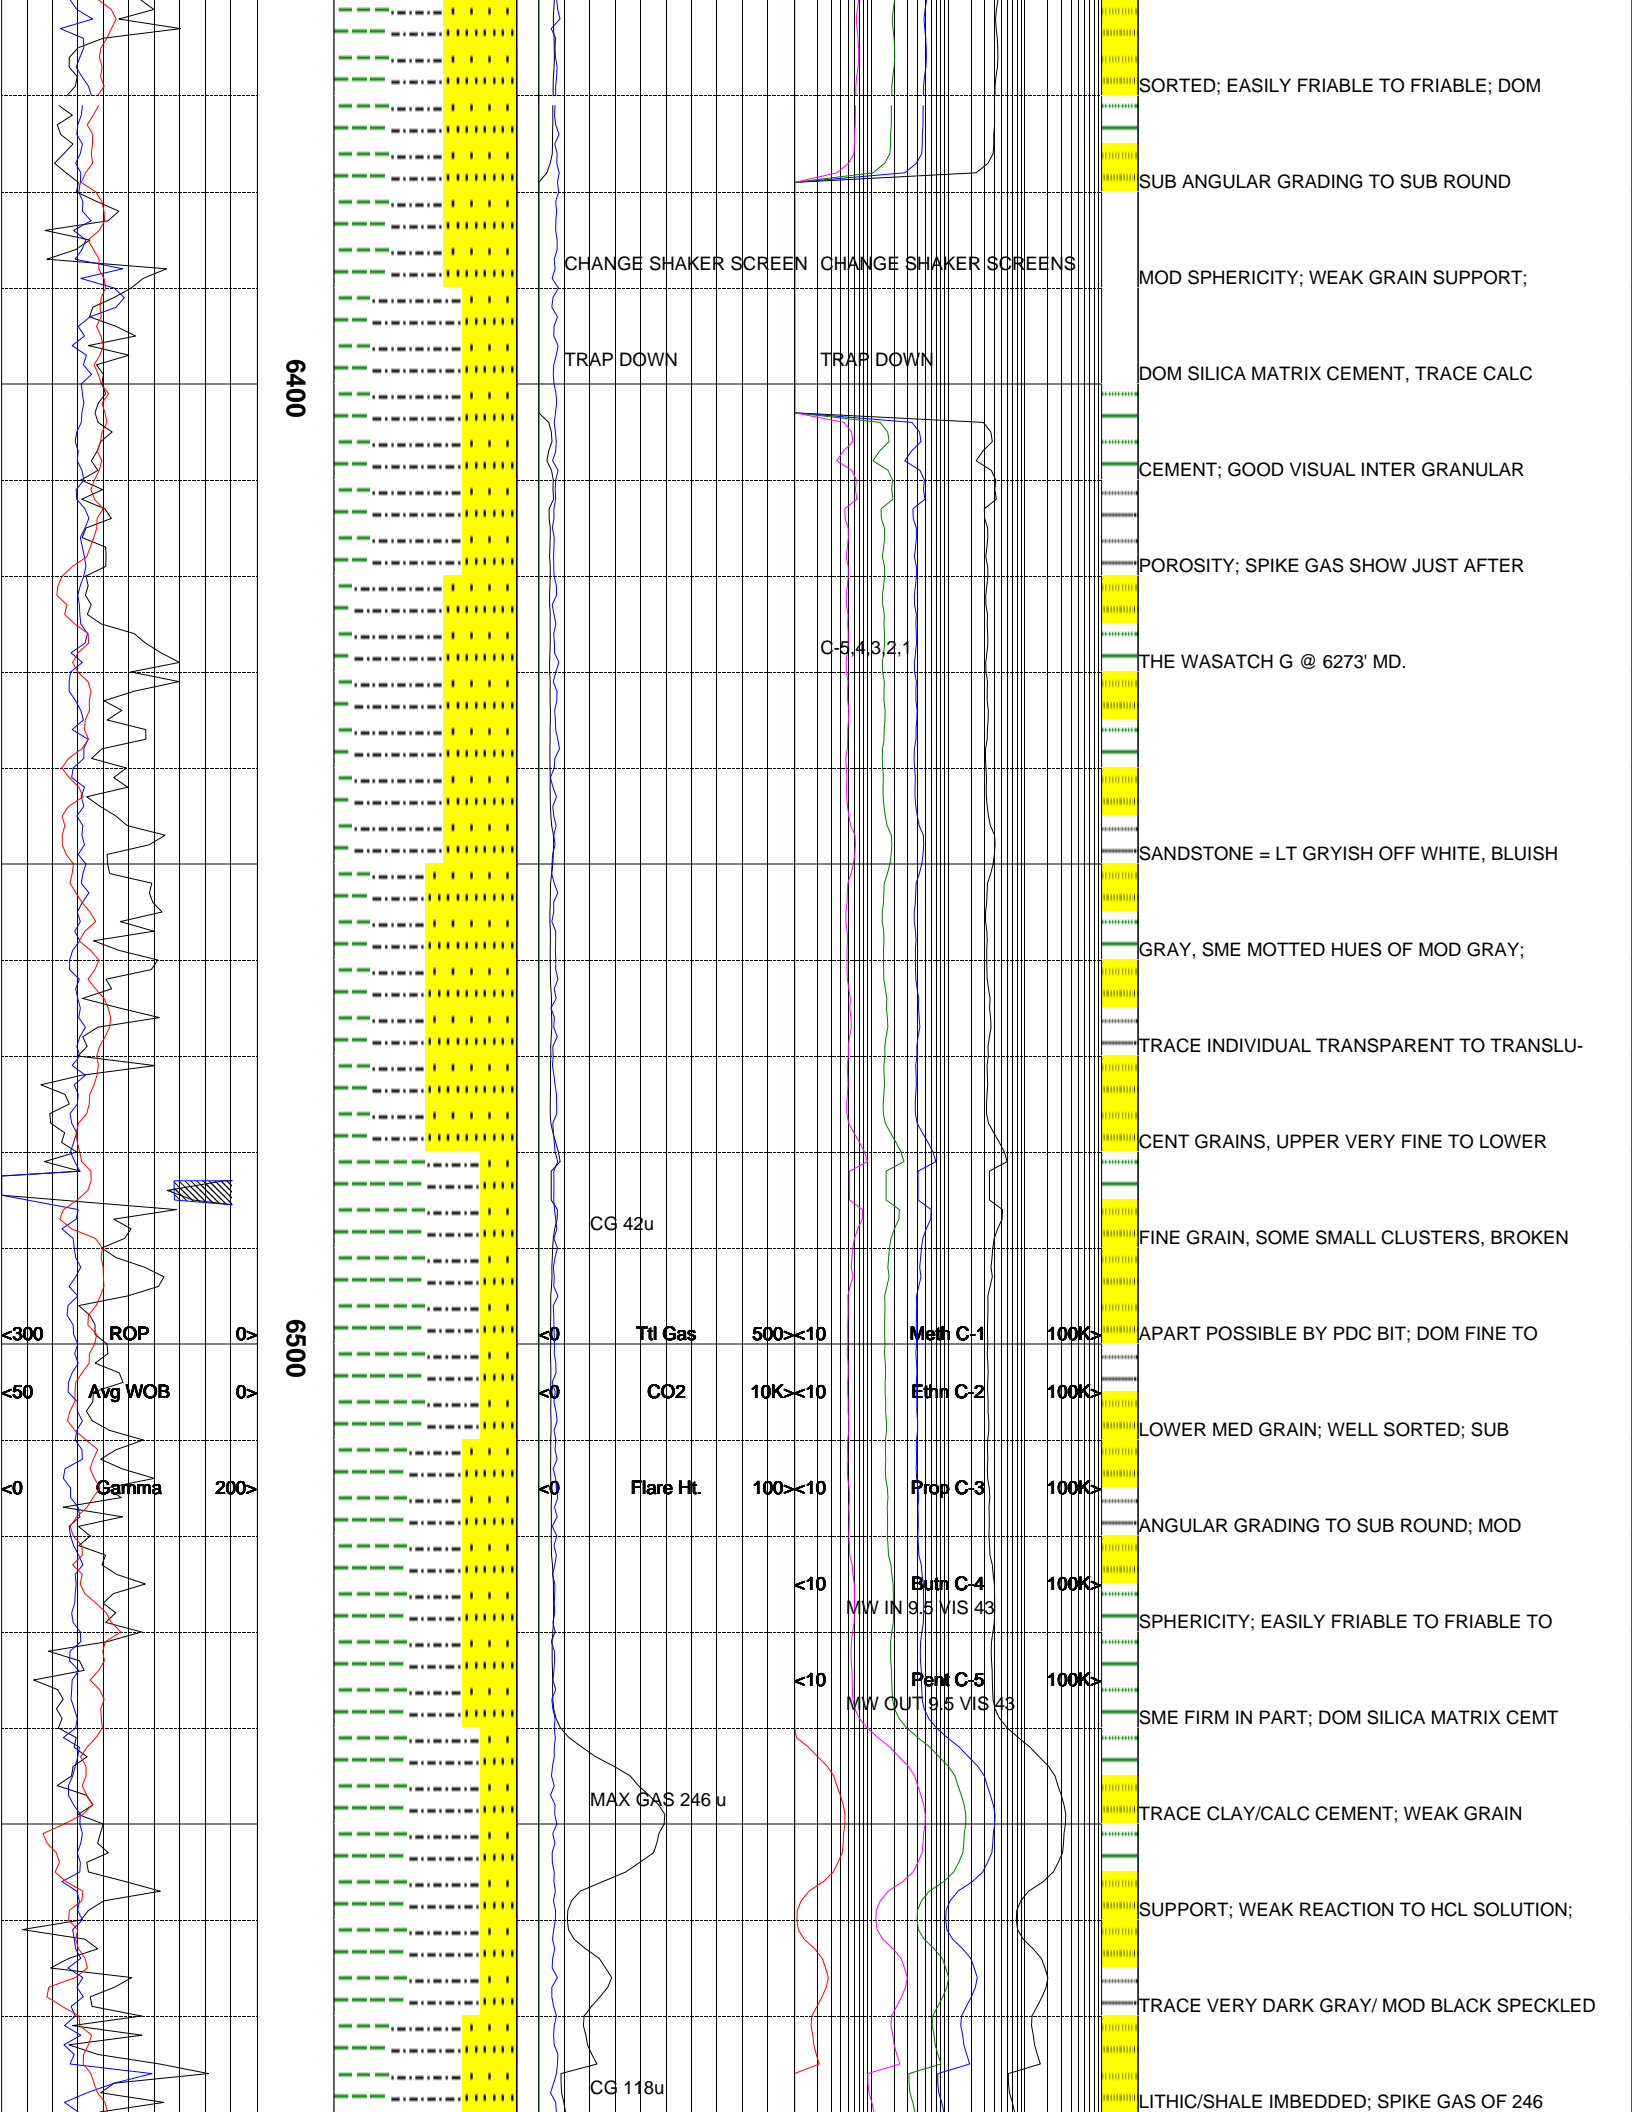 SORTED; EASILY FRIABLE TO FRIABLE; DOM
SUB ANGULAR GRADING TO SUB ROUND
CHANGE SHAKER SCREEN CHANGE SHAKER SCREENS
MOD SPHERICITY; WEAK GRAIN SUPPORT;
TRAP DOWN TRAP DOWN
DOM SILICA MATRIX CEMENT, TRACE CALC
6400
CEMENT; GOOD VISUAL INTER GRANULAR
POROSITY; SPIKE GAS SHOW JUST AFTER
C-5,4,3,2,1
THE WASATCH G @ 6273' MD.
SANDSTONE = LT GRYISH OFF WHITE, BLUISH
GRAY, SME MOTTED HUES OF MOD GRAY;
TRACE INDIVIDUAL TRANSPARENT TO TRANSLU-
CENT GRAINS, UPPER VERY FINE TO LOWER
CG 42u
FINE GRAIN, SOME SMALL CLUSTERS, BROKEN
<300 ROP 0> 6500 <0 Ttl Gas 500> <10 Meth C-1 100K>
APART POSSIBLE BY PDC BIT; DOM FINE TO
<50 Avg WOB 0> <0 CO2 10K> <10 Ethn C-2 100K>
LOWER MED GRAIN; WELL SORTED; SUB
<0 Gamma 200> <0 Flare Ht. 100> <10 Prop C-3 100K>
ANGULAR GRADING TO SUB ROUND; MOD
<10 Butn C-4 100K>
MW IN 9.5 VIS 43
SPHERICITY; EASILY FRIABLE TO FRIABLE TO
<10 Pent C-5 100K>
MW OUT 9.5 VIS 43
SME FIRM IN PART; DOM SILICA MATRIX CEMT
MAX GAS 246 u
TRACE CLAY/CALC CEMENT; WEAK GRAIN
SUPPORT; WEAK REACTION TO HCL SOLUTION;
TRACE VERY DARK GRAY/ MOD BLACK SPECKLED
CG 118u
LITHIC/SHALE IMBEDDED; SPIKE GAS OF 246